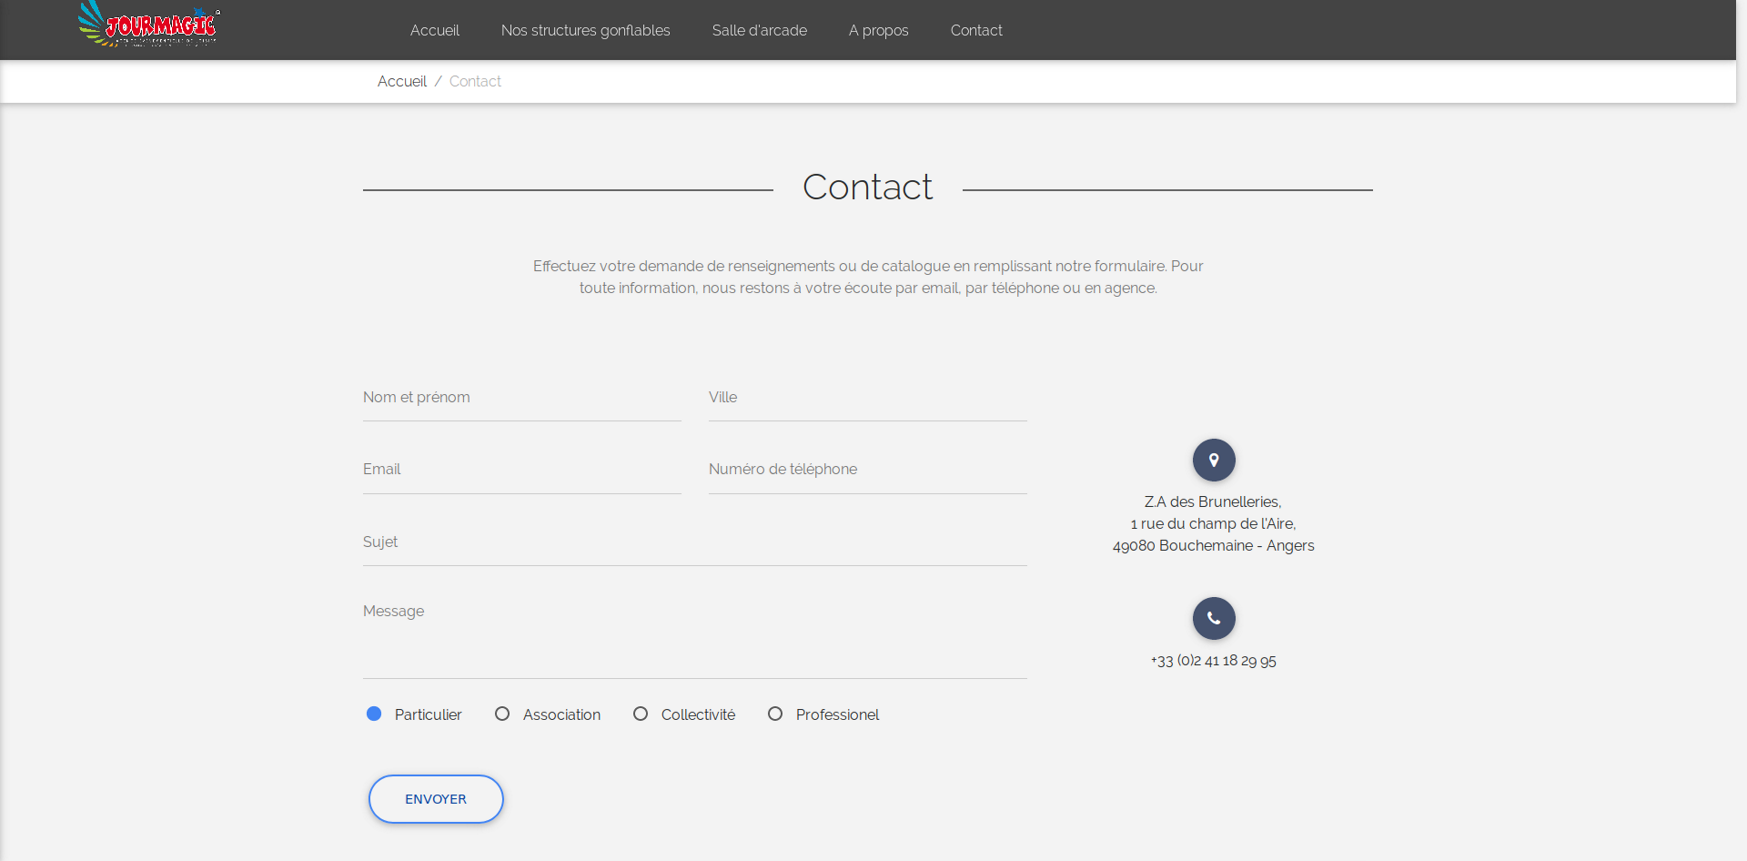 JOURMAGIC
Accueil
Nos structures gonflables
Salle d'arcade
A propos
Contact
Accueil / Contact
Contact
Effectuez votre demande de renseignements ou de catalogue en remplissant notre formulaire. Pour
toute information, nous restons à votre écoute par email, par téléphone ou en agence.
Nom et prénom
Ville
Email
Numéro de téléphone
Sujet
Message
Particulier
Association
Collectivité
Professionel
ENVOYER
Z.A des Brunelleries,
1 rue du champ de l'Aire,
49080 Bouchemaine - Angers
+33 (0)2 41 18 29 95